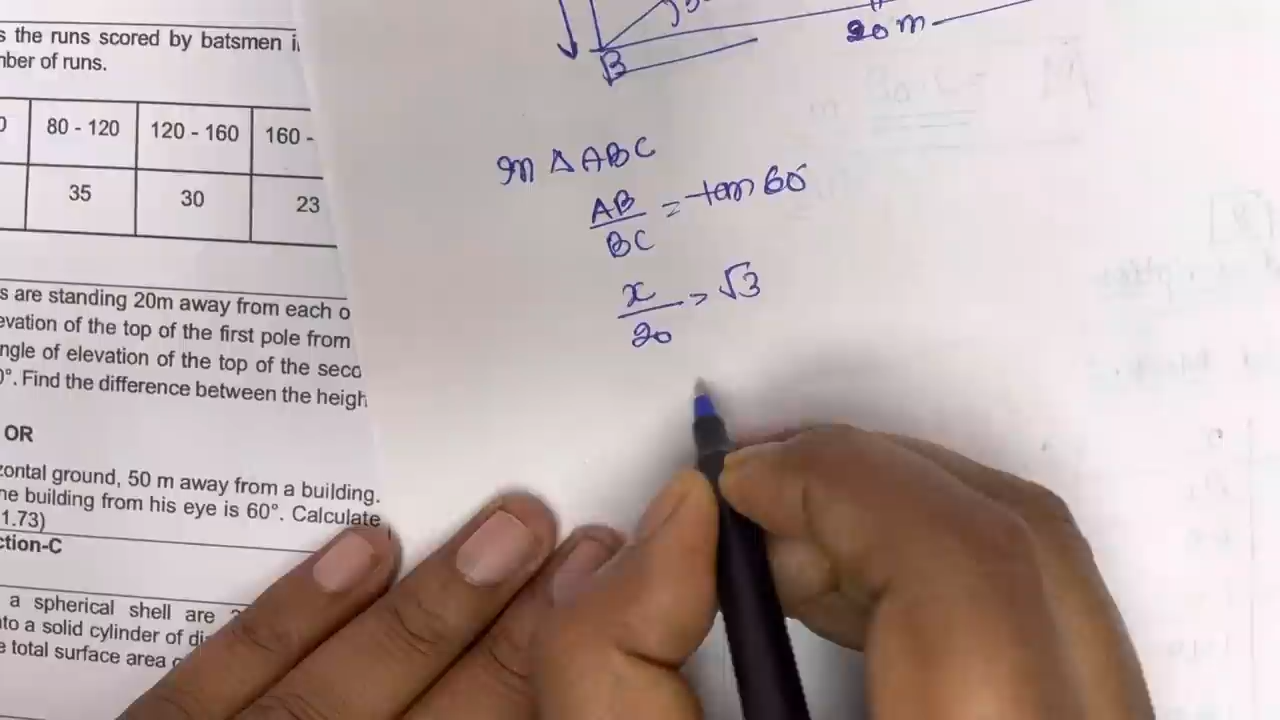 s the runs scored by batsmen i
nber of runs.
80 - 120 120 - 160 160 -
35 30 23
s are standing 20m away from each o
evation of the top of the first pole from
ngle of elevation of the top of the seco
0°. Find the difference between the heigh
OR
zontal ground, 50 m away from a building.
ne building from his eye is 60°. Calculate
1.73)
ction-C
a spherical shell are
nto a solid cylinder of di
e total surface area
B
20 m
In Δ ABC
AB/BC = tan 60°
x/20 = √3